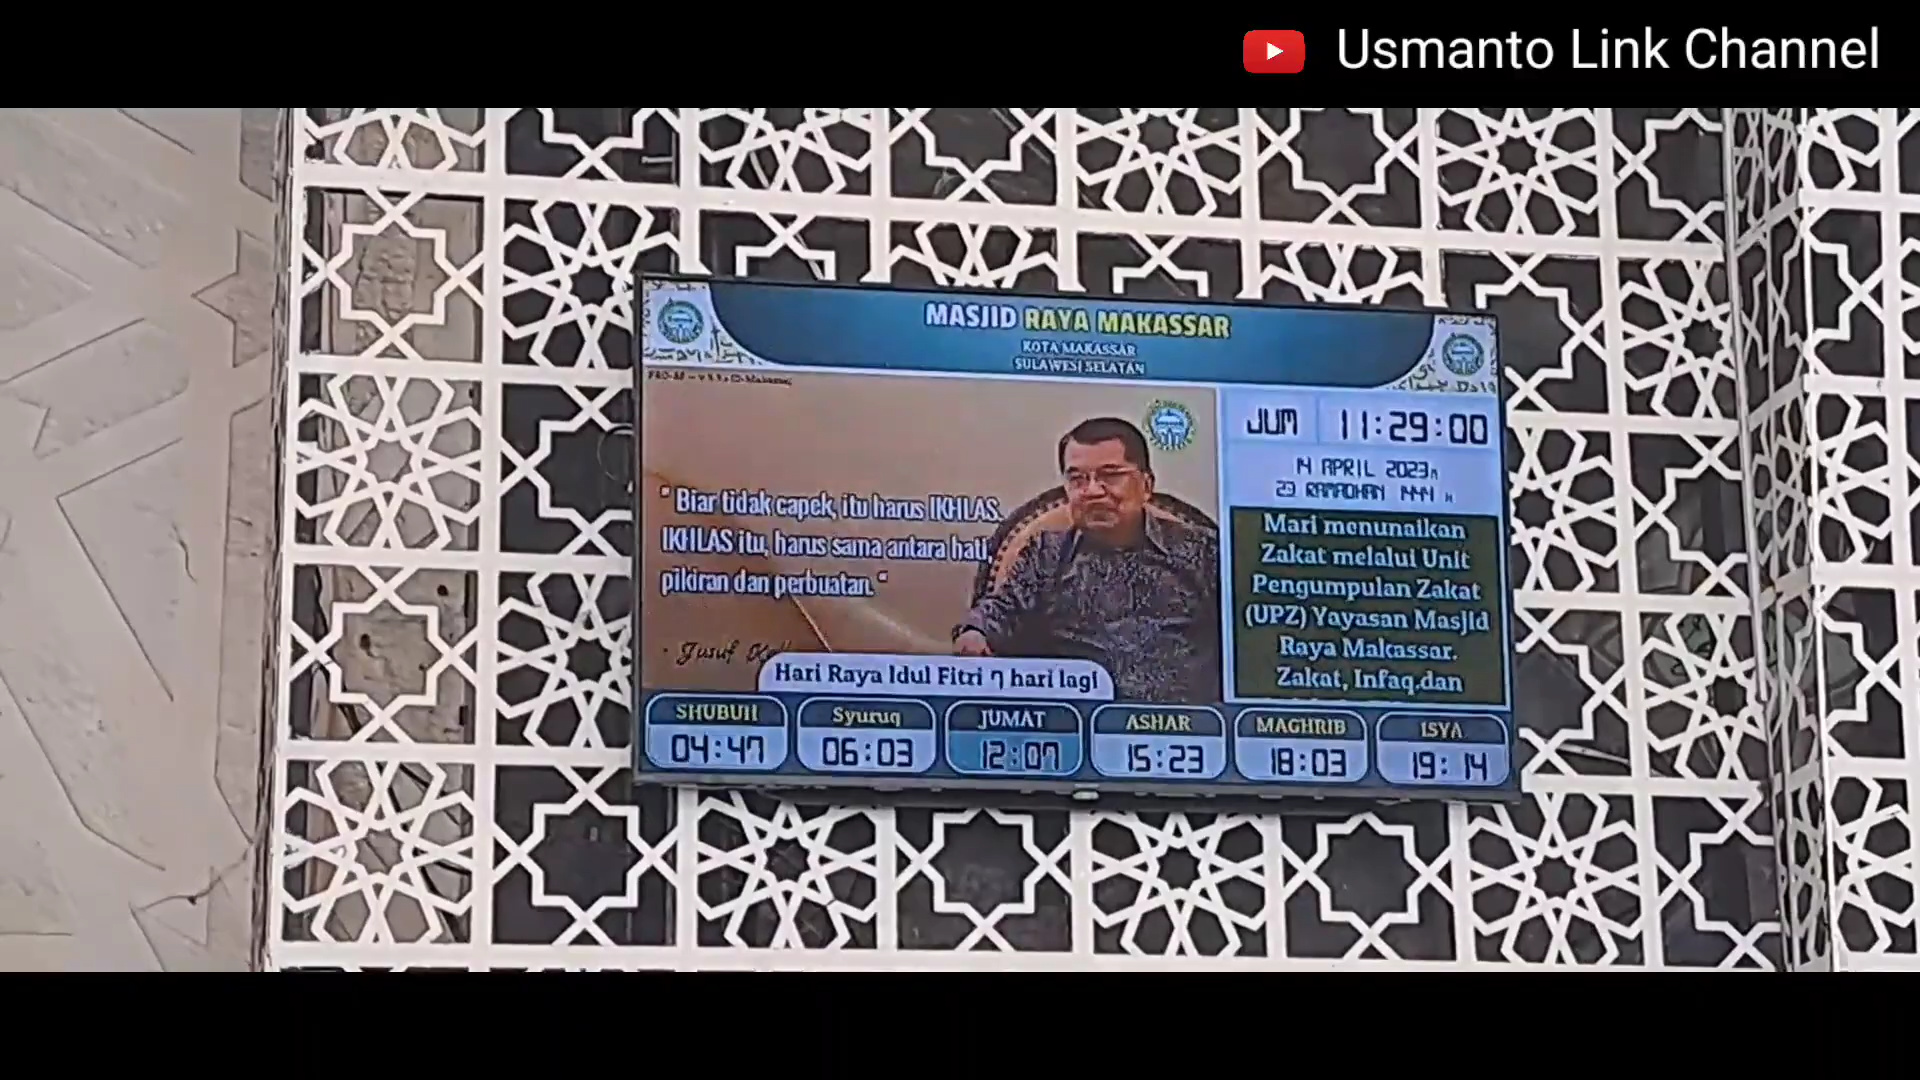 Usmanto Link Channel
MASJID RAYA MAKASSAR
KOTA MAKASSAR
SULAWESI SELATAN
" Biar tidak capek, itu harus IKHLAS.
IKHLAS itu, harus sama antara hati,
pikiran dan perbuatan. "
- Jusuf
Hari Raya Idul Fitri 7 hari lagi
JUM 11:29:00
14 APRIL 2023 M
23 RAMADHAN 1444 H
Mari menunaikan
Zakat melalui Unit
Pengumpulan Zakat
(UPZ) Yayasan Masjid
Raya Makassar.
Zakat, Infaq,dan
SHUBUH Syuruq JUMAT ASHAR MAGHRIB ISYA
04:47 06:03 12:07 15:23 18:03 19:14